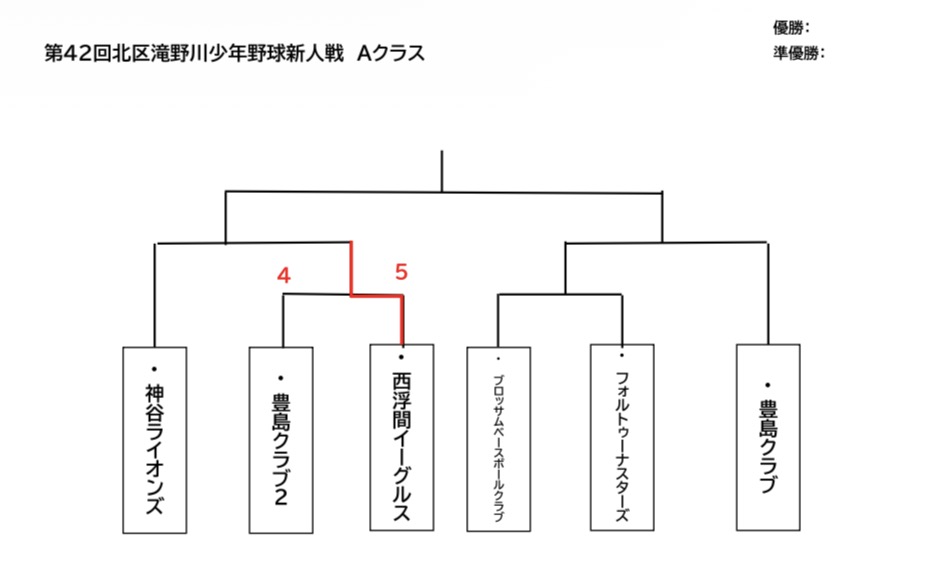 優勝：
準優勝：
第42回北区滝野川少年野球新人戦 Aクラス
4
5
・神谷ライオンズ
・豊島クラブ2
・西浮間イーグルス
・ブロッサムベースボールクラブ
・フォルトゥーナスターズ
・豊島クラブ